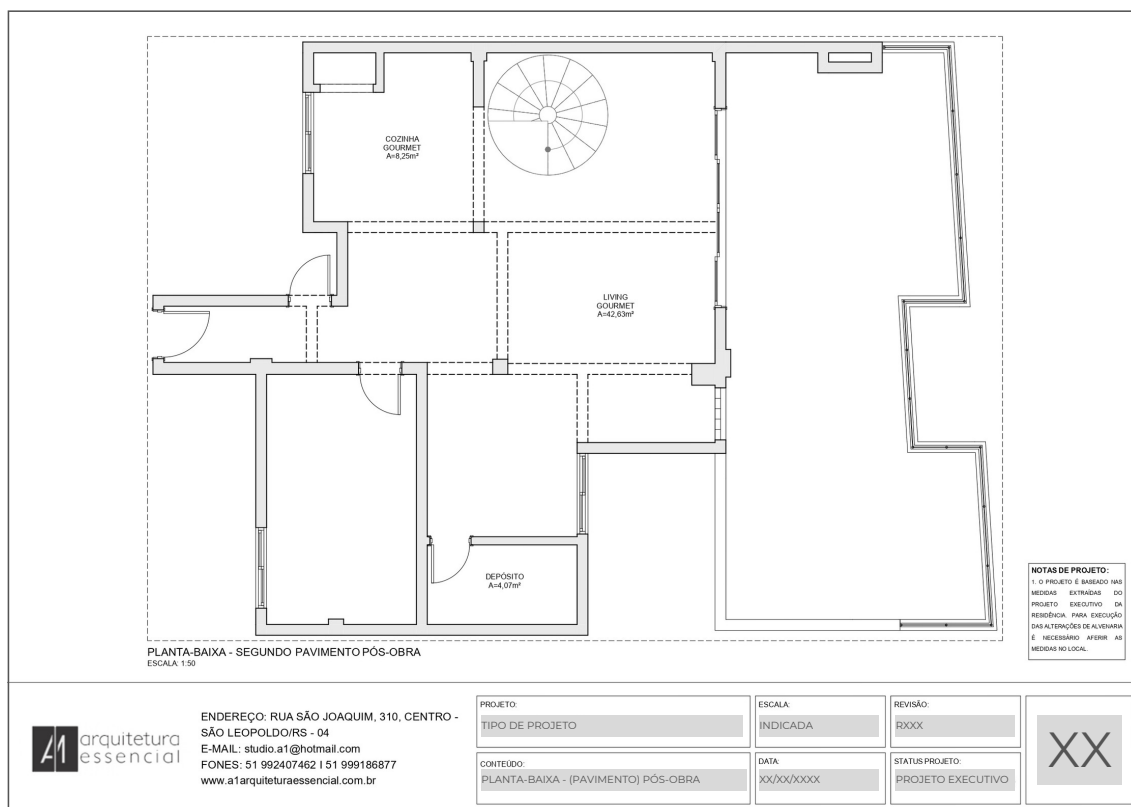 COZINHA
GOURMET
A=8,25m²
LIVING
GOURMET
A=42,63m²
DEPÓSITO
A=4,07m²
NOTAS DE PROJETO:
1. O PROJETO É BASEADO NAS
MEDIDAS EXTRAÍDAS DO
PROJETO EXECUTIVO DA
RESIDÊNCIA. PARA EXECUÇÃO
DAS ALTERAÇÕES DE ALVENARIA
É NECESSÁRIO AFERIR AS
MEDIDAS NO LOCAL.
PLANTA-BAIXA - SEGUNDO PAVIMENTO PÓS-OBRA
ESCALA: 1:50
A1 arquitetura
essencial
ENDEREÇO: RUA SÃO JOAQUIM, 310, CENTRO -
SÃO LEOPOLDO/RS - 04
E-MAIL: studio.a1@hotmail.com
FONES: 51 992407462 I 51 999186877
www.a1arquiteturaessencial.com.br
PROJETO:
TIPO DE PROJETO
ESCALA:
INDICADA
REVISÃO:
RXXX
CONTEÚDO:
PLANTA-BAIXA - (PAVIMENTO) PÓS-OBRA
DATA:
XX/XX/XXXX
STATUS PROJETO:
PROJETO EXECUTIVO
XX